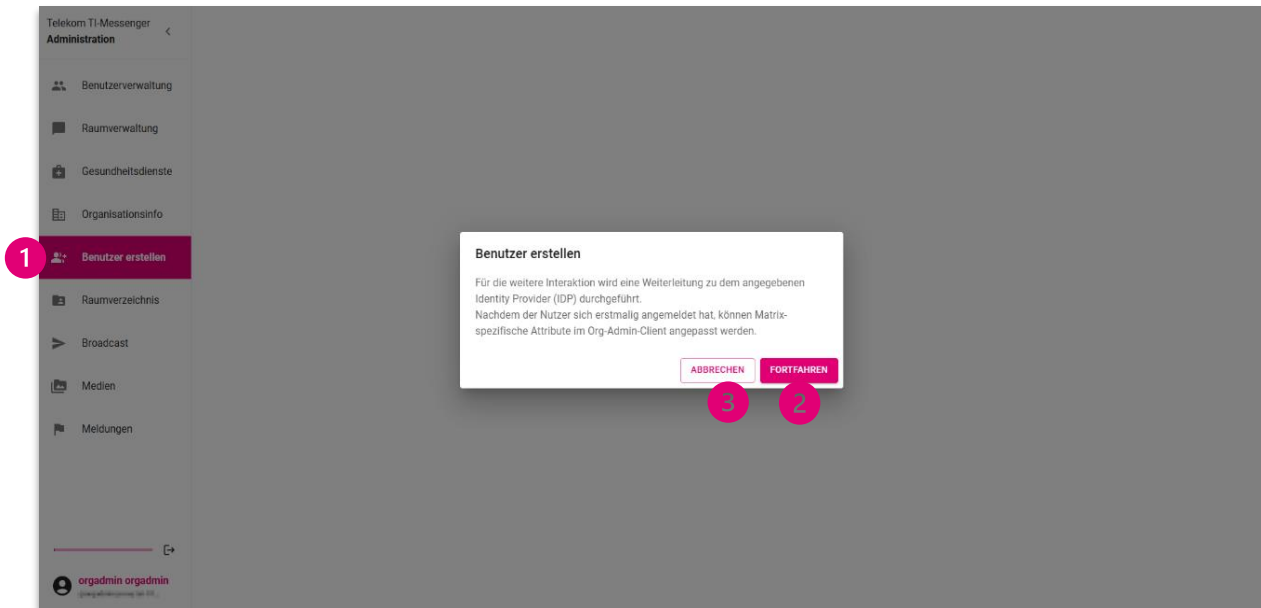 Telekom TI-Messenger
Administration
Benutzerverwaltung
Raumverwaltung
Gesundheitsdienste
Organisationsinfo
1
Benutzer erstellen
Raumverzeichnis
Broadcast
Medien
Meldungen
orgadmin orgadmin
Benutzer erstellen
Für die weitere Interaktion wird eine Weiterleitung zu dem angegebenen
Identity Provider (IDP) durchgeführt.
Nachdem der Nutzer sich erstmalig angemeldet hat, können Matrix-
spezifische Attribute im Org-Admin-Client angepasst werden.
ABBRECHEN FORTFAHREN
3 2